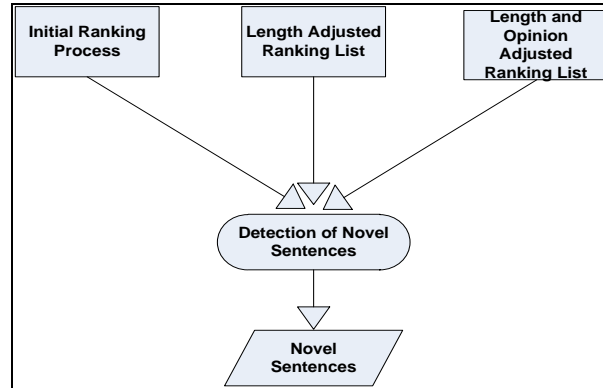 Initial Ranking
Process
Length Adjusted
Ranking List
Length and
Opinion
Adjusted
Ranking List
Detection of Novel
Sentences
Novel
Sentences